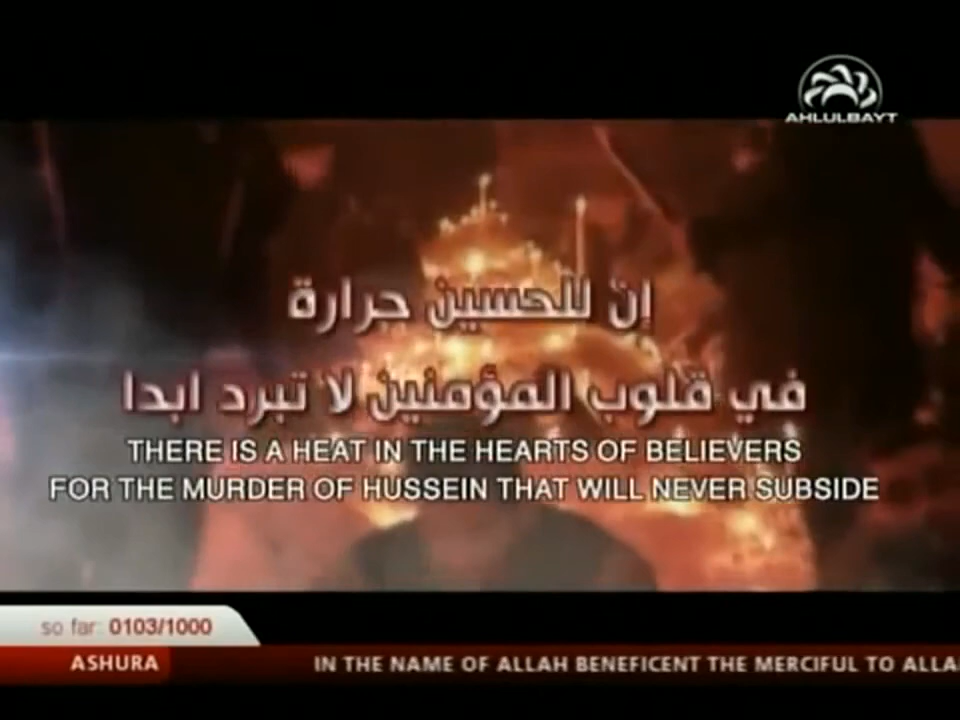 AHLULBAYT
إن للحسين حرارة
في قلوب المؤمنين لا تبرد ابدا
THERE IS A HEAT IN THE HEARTS OF BELIEVERS
FOR THE MURDER OF HUSSEIN THAT WILL NEVER SUBSIDE
so far: 0103/1000
ASHURA
IN THE NAME OF ALLAH BENEFICENT THE MERCIFUL TO ALLA